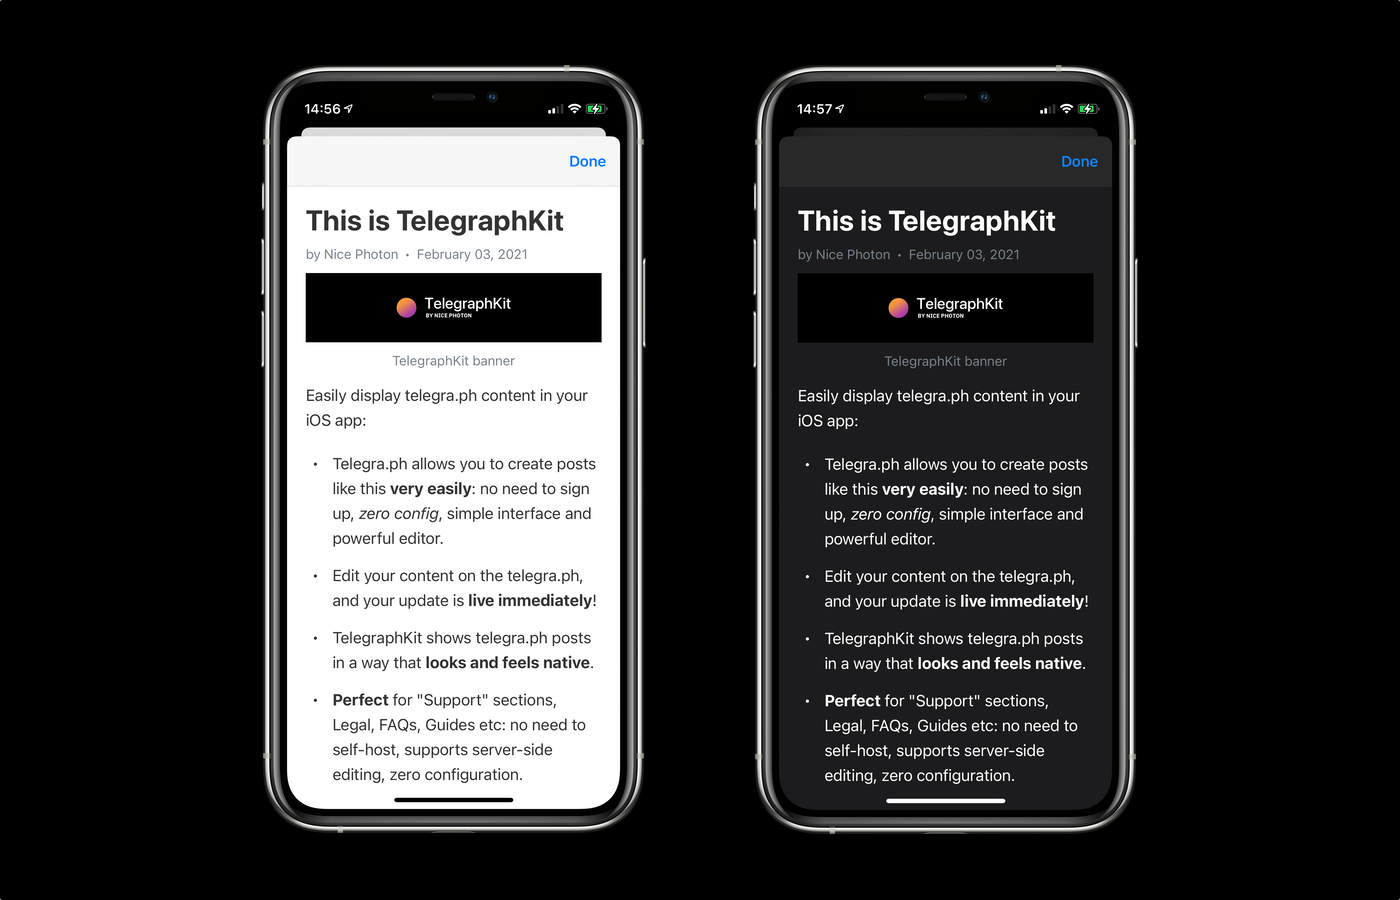 14:56
Done
This is TelegraphKit
by Nice Photon • February 03, 2021
TelegraphKit
BY NICE PHOTON
TelegraphKit banner
Easily display telegra.ph content in your
iOS app:
• Telegra.ph allows you to create posts
like this very easily: no need to sign
up, zero config, simple interface and
powerful editor.
• Edit your content on the telegra.ph,
and your update is live immediately!
• TelegraphKit shows telegra.ph posts
in a way that looks and feels native.
• Perfect for "Support" sections,
Legal, FAQs, Guides etc: no need to
self-host, supports server-side
editing, zero configuration.
14:57
Done
This is TelegraphKit
by Nice Photon • February 03, 2021
TelegraphKit
BY NICE PHOTON
TelegraphKit banner
Easily display telegra.ph content in your
iOS app:
• Telegra.ph allows you to create posts
like this very easily: no need to sign
up, zero config, simple interface and
powerful editor.
• Edit your content on the telegra.ph,
and your update is live immediately!
• TelegraphKit shows telegra.ph posts
in a way that looks and feels native.
• Perfect for "Support" sections,
Legal, FAQs, Guides etc: no need to
self-host, supports server-side
editing, zero configuration.